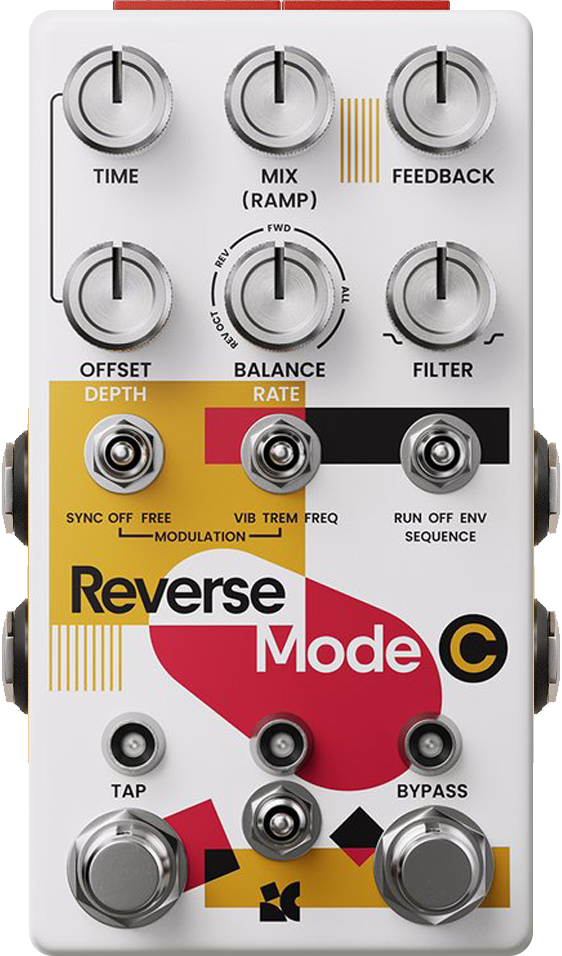 TIME MIX FEEDBACK
(RAMP)
REV FWD ALL
REV OCT
OFFSET BALANCE FILTER
DEPTH RATE
SYNC OFF FREE VIB TREM FREQ RUN OFF ENV
MODULATION SEQUENCE
Reverse
Mode C
TAP BYPASS